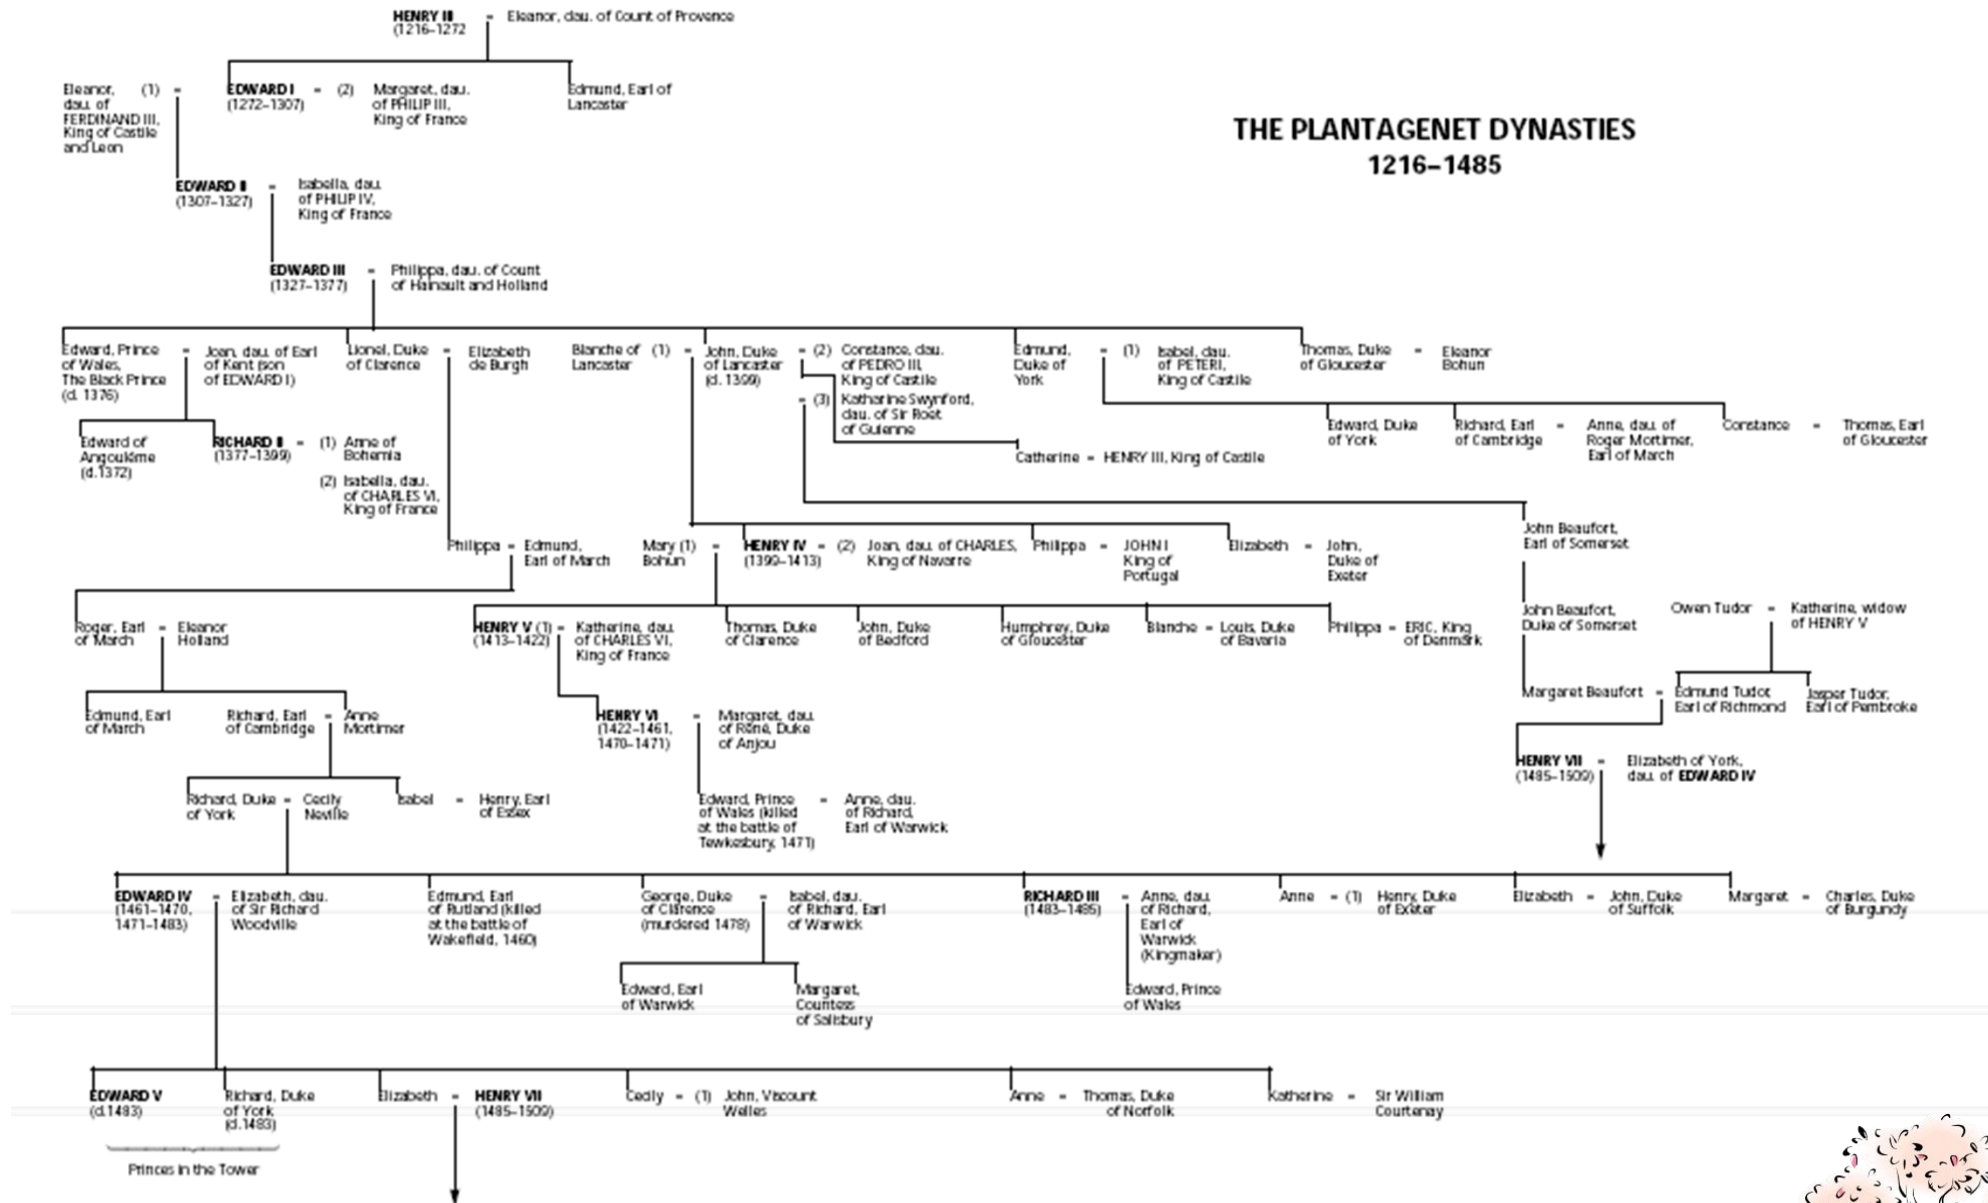 HENRY III = Eleanor, dau. of Count of Provence
(1216–1272
Eleanor, (1) =
dau. of
FERDINAND III,
King of Castile
and Leon
EDWARD I = (2)
(1272–1307)
Margaret, dau.
of PHILIP III,
King of France
Edmund, Earl of
Lancaster
THE PLANTAGENET DYNASTIES
1216–1485
EDWARD II =
(1307–1327)
Isabella, dau.
of PHILIP IV,
King of France
EDWARD III =
(1327–1377)
Philippa, dau. of Count
of Hainault and Holland
Edward, Prince =
of Wales,
The Black Prince
(d. 1376)
Joan, dau. of Earl
of Kent (son
of EDWARD I)
Lionel, Duke =
of Clarence
Elizabeth
de Burgh
Blanche of (1) =
Lancaster
John, Duke
of Lancaster
(d. 1399)
= (2) Constance, dau.
of PEDRO III,
King of Castile
= (3) Katharine Swynford,
dau. of Sir Roet
of Guienne
Edmund, = (1)
Duke of
York
Isabel, dau.
of PETER I,
King of Castile
Thomas, Duke =
of Gloucester
Eleanor
Bohun
Edward of
Angoulême
(d.1372)
RICHARD II =
(1377–1399)
(1) Anne of
Bohemia
(2) Isabella, dau.
of CHARLES VI,
King of France
Catherine = HENRY III, King of Castile
Edward, Duke
of York
Richard, Earl =
of Cambridge
Anne, dau. of
Roger Mortimer,
Earl of March
Constance =
Thomas, Earl
of Gloucester
Philippa = Edmund,
Earl of March
Mary (1) =
Bohun
HENRY IV = (2)
(1399–1413)
Joan, dau. of CHARLES,
King of Navarre
Philippa =
JOHN I
King of
Portugal
Elizabeth =
John,
Duke of
Exeter
John Beaufort,
Earl of Somerset
Roger, Earl =
of March
Eleanor
Holland
HENRY V (1) =
(1413–1422)
Katherine, dau.
of CHARLES VI,
King of France
Thomas, Duke
of Clarence
John, Duke
of Bedford
Humphrey, Duke
of Gloucester
Blanche = Louis, Duke
of Bavaria
Philippa = ERIC, King
of Denmark
John Beaufort,
Duke of Somerset
Owen Tudor = Katherine, widow
of HENRY V
Edmund, Earl
of March
Richard, Earl =
of Cambridge
Anne
Mortimer
HENRY VI =
(1422–1461,
1470–1471)
Margaret, dau.
of René, Duke
of Anjou
Margaret Beaufort =
Edmund Tudor,
Earl of Richmond
Jasper Tudor,
Earl of Pembroke
HENRY VII =
(1485–1509)
Elizabeth of York,
dau. of EDWARD IV
Richard, Duke =
of York
Cecily
Neville
Isabel =
Henry, Earl
of Essex
Edward, Prince =
of Wales (killed
at the battle of
Tewkesbury, 1471)
Anne, dau.
of Richard,
Earl of Warwick
EDWARD IV =
(1461–1470,
1471–1483)
Elizabeth, dau.
of Sir Richard
Woodville
Edmund, Earl
of Rutland (killed
at the battle of
Wakefield, 1460)
George, Duke =
of Clarence
(murdered 1478)
Isabel, dau.
of Richard, Earl
of Warwick
RICHARD III =
(1483–1485)
Anne, dau.
of Richard,
Earl of
Warwick
(Kingmaker)
Anne = (1)
Henry, Duke
of Exeter
Elizabeth =
John, Duke
of Suffolk
Margaret =
Charles, Duke
of Burgundy
Edward, Earl
of Warwick
Margaret,
Countess
of Salisbury
Edward, Prince
of Wales
EDWARD V
(d.1483)
Richard, Duke
of York
(d.1483)
Elizabeth =
HENRY VII
(1485–1509)
Cecily = (1)
John, Viscount
Welles
Anne =
Thomas, Duke
of Norfolk
Katherine =
Sir William
Courtenay
Princes in the Tower